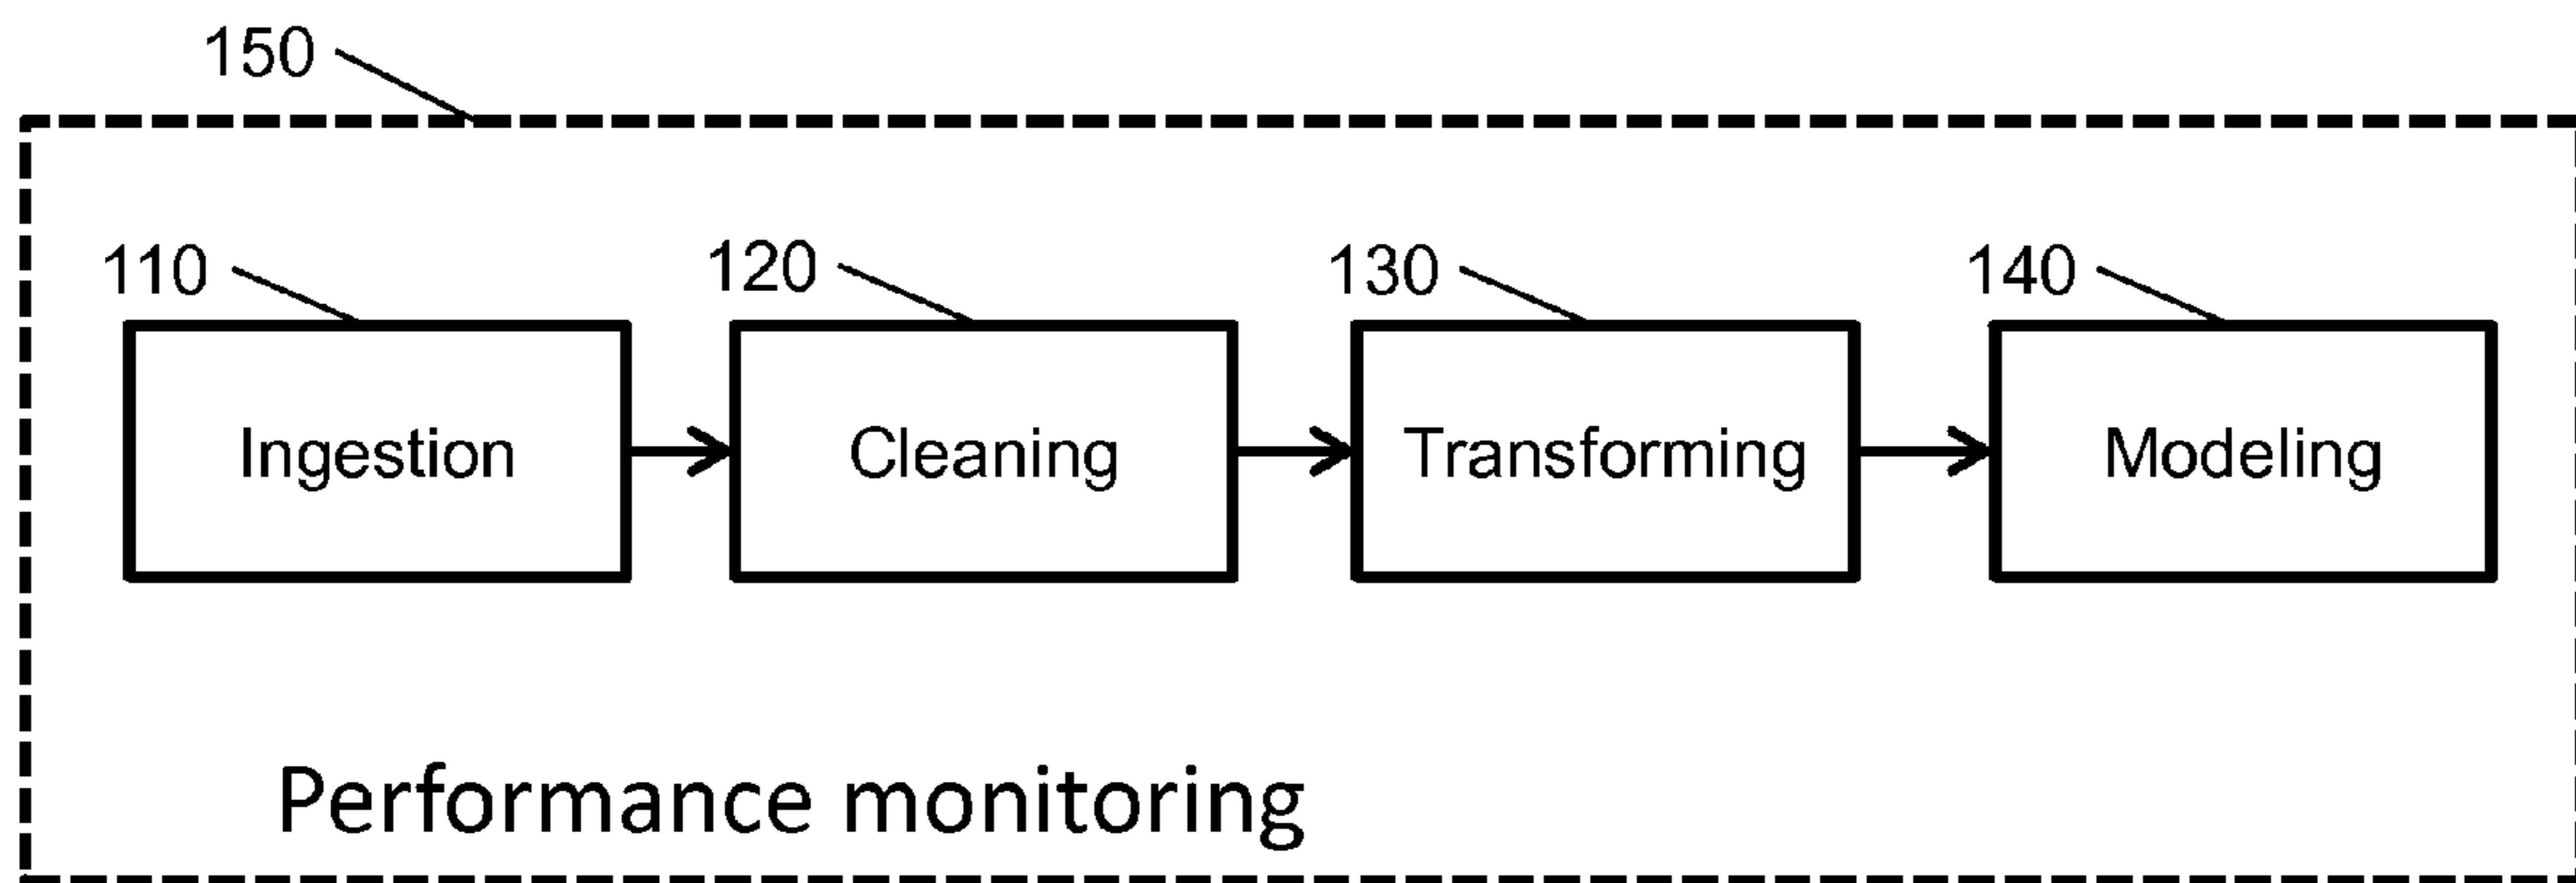 150
110
120
130
140
Ingestion
Cleaning
Transforming
Modeling
Performance monitoring